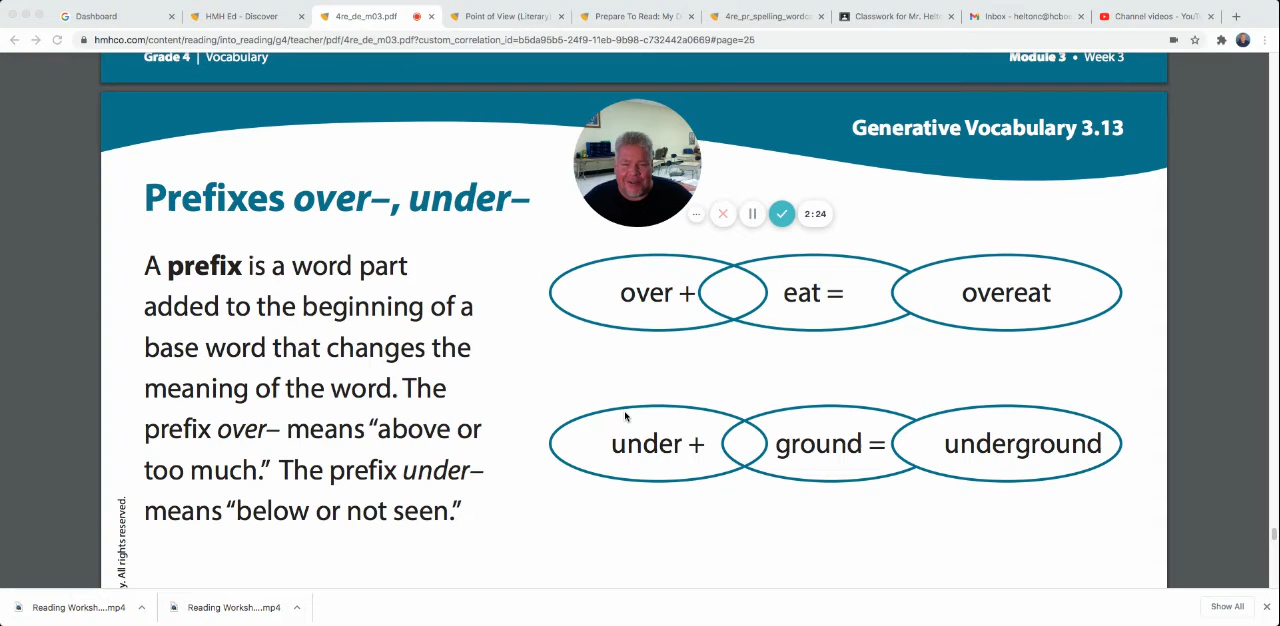 Dashboard
HMH Ed - Discover
4re_de_m03.pdf
Point of View (Literary)
Prepare To Read: My D
4re_pr_spelling_wordc
Classwork for Mr. Helto
Inbox - heltonc@hcboe
Channel videos - YouTu
hmhco.com/content/reading/into_reading/g4/teacher/pdf/4re_de_m03.pdf?custom_correlation_id=b5da95b5-24f9-11eb-9b98-c732442a0669#page=25
Grade 4 | Vocabulary
Module 3 • Week 3
Generative Vocabulary 3.13
Prefixes over–, under–
2:24
A prefix is a word part
added to the beginning of a
base word that changes the
meaning of the word. The
prefix over– means “above or
too much.” The prefix under–
means “below or not seen.”
over + eat = overeat
under + ground = underground
y. All rights reserved.
Reading Worksh....mp4
Reading Worksh....mp4
Show All